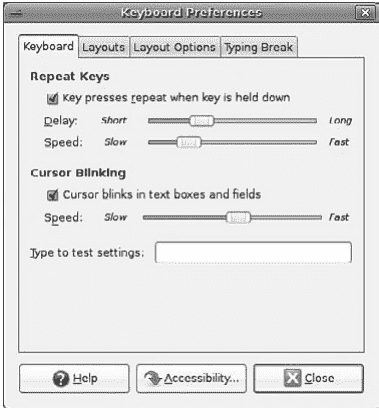 Keyboard Preferences
Keyboard Layouts Layout Options Typing Break
Repeat Keys
Key presses repeat when key is held down
Delay: Short Long
Speed: Slow Fast
Cursor Blinking
Cursor blinks in text boxes and fields
Speed: Slow Fast
Type to test settings:
Help Accessibility... Close